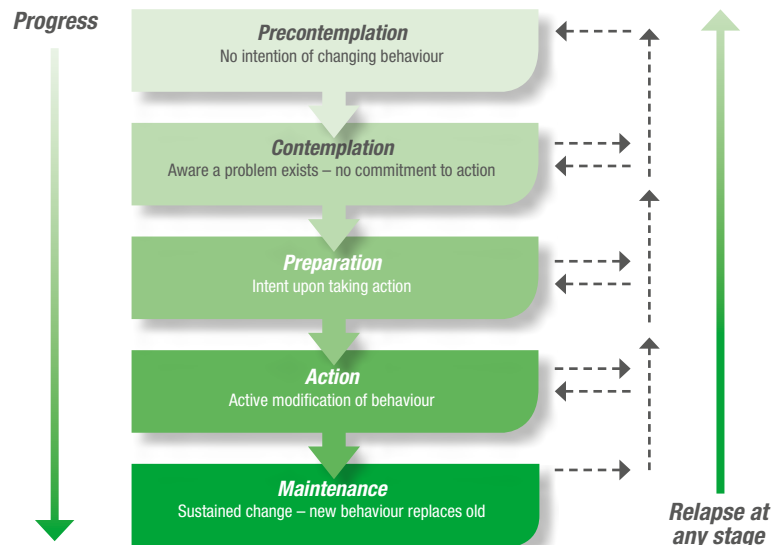 Progress
Precontemplation
No intention of changing behaviour
Contemplation
Aware a problem exists – no commitment to action
Preparation
Intent upon taking action
Action
Active modification of behaviour
Maintenance
Sustained change – new behaviour replaces old
Relapse at
any stage